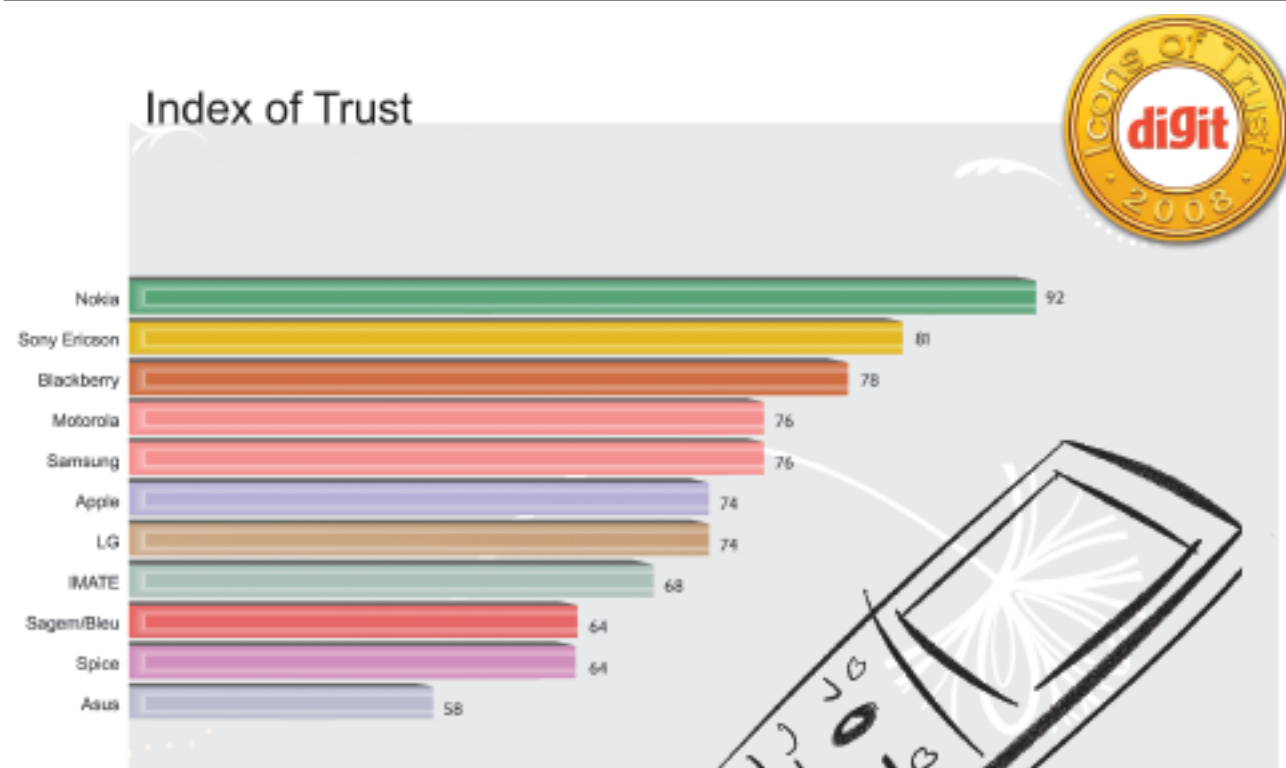 Index of Trust
Icons of Trust
digit
2008
Nokia 92
Sony Ericson 81
Blackberry 78
Motorola 76
Samsung 76
Apple 74
LG 74
IMATE 68
Sagem/Bleu 64
Spice 64
Asus 58